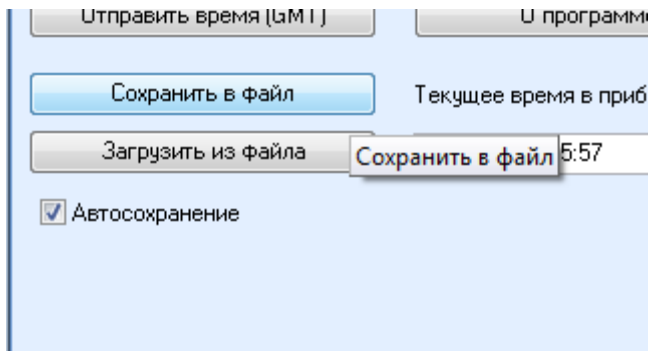 Отправить время (GMT)
О программе
Сохранить в файл
Текущее время в приб
Загрузить из файла
Сохранить в файл
5:57
Автосохранение